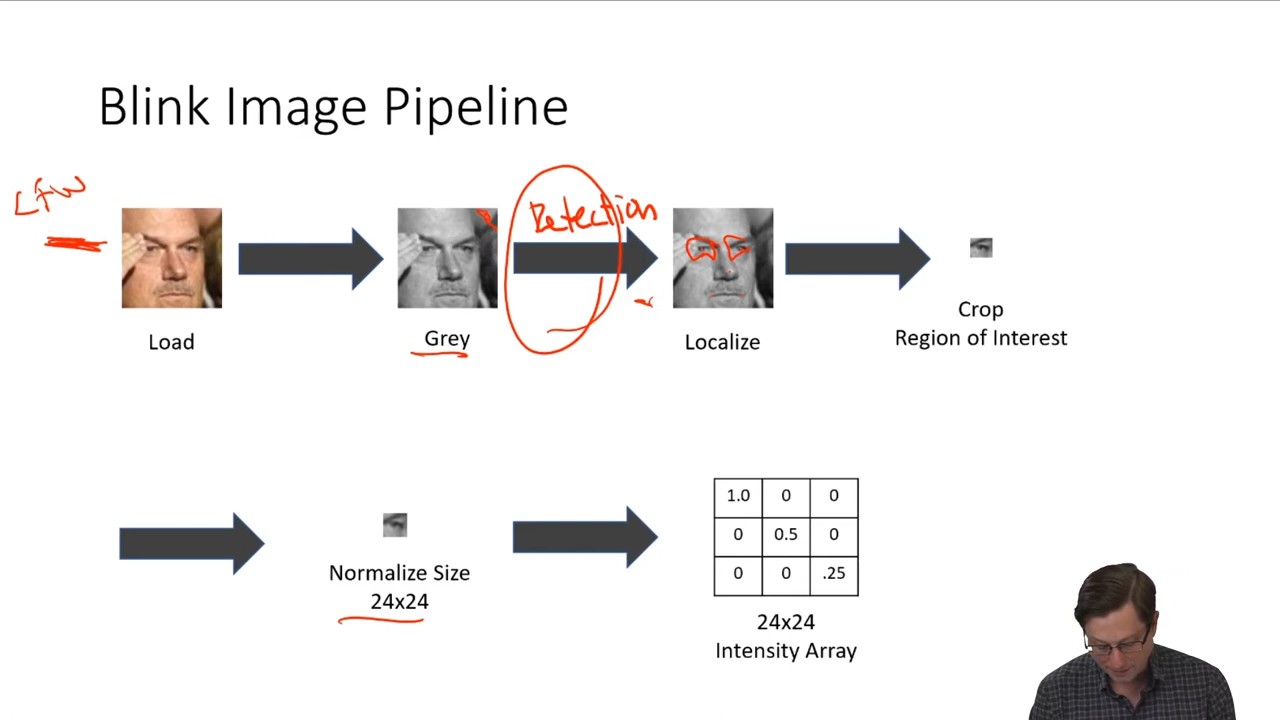 Blink Image Pipeline
LFW
Detection
Load
Grey
Localize
Crop
Region of Interest
Normalize Size
24x24
1.0 0 0
0 0.5 0
0 0 .25
24x24
Intensity Array